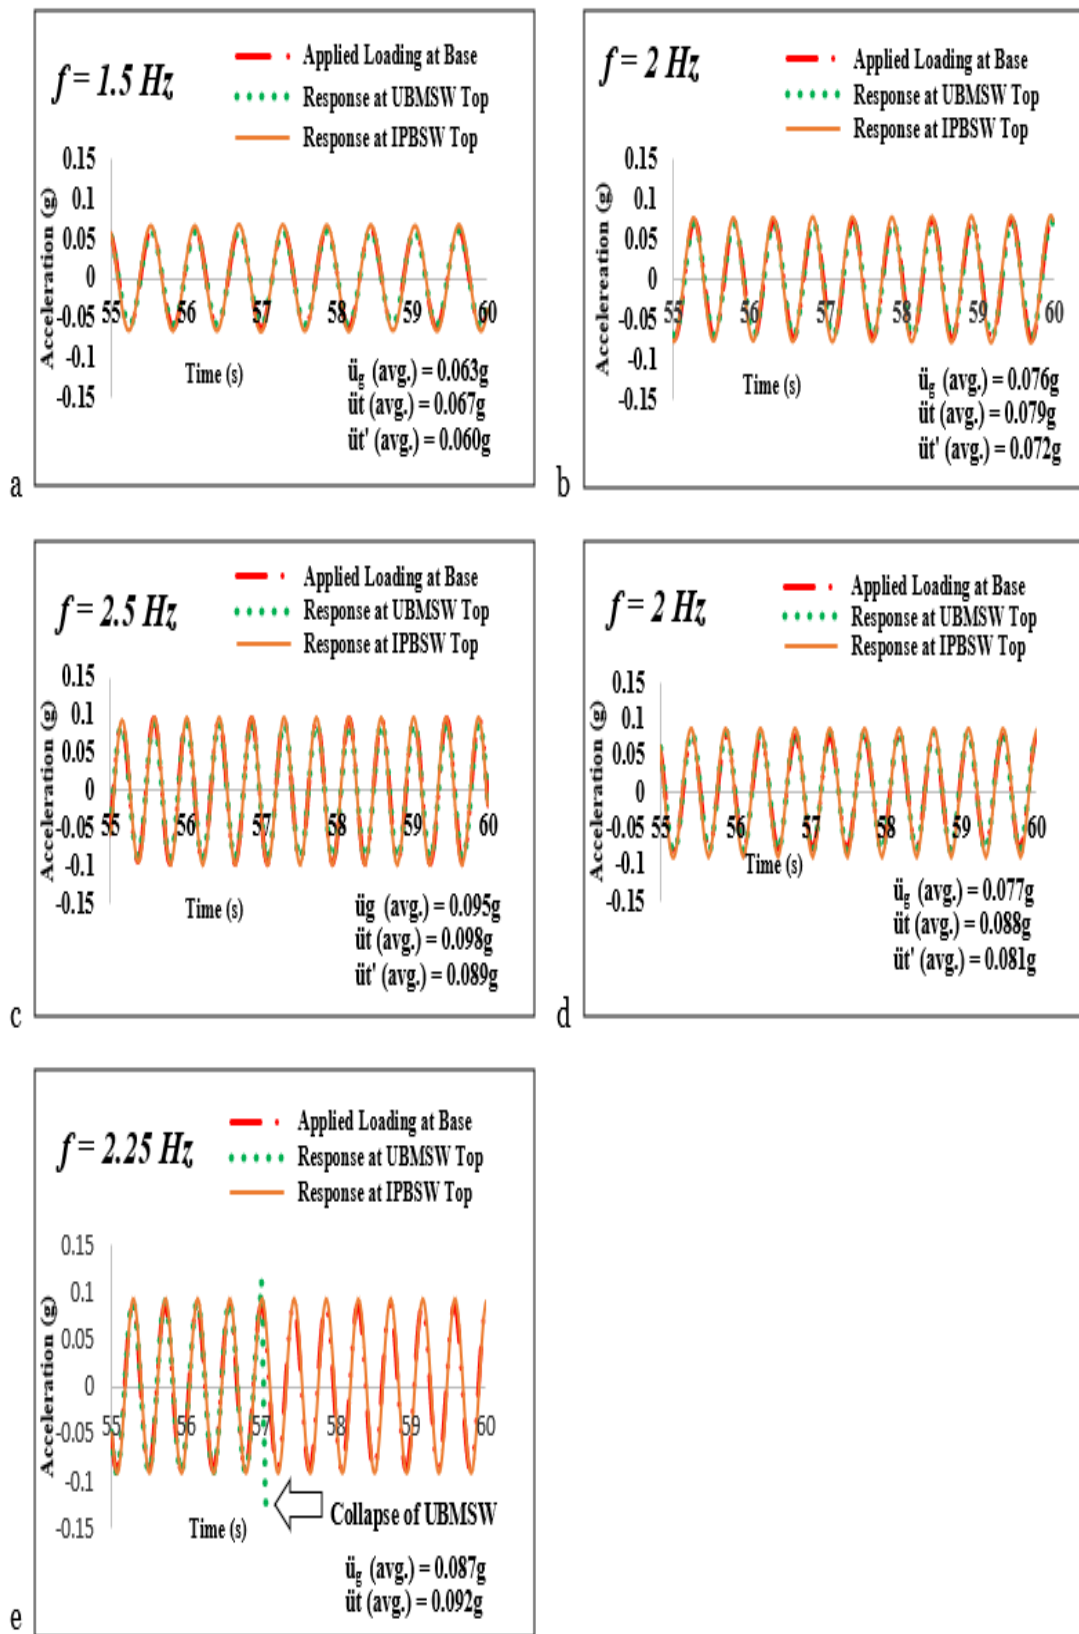 f = 1.5 Hz
Applied Loading at Base
Response at UBMSW Top
Response at IPBSW Top
0.15
0.1
0.05
0
-0.05
-0.1
-0.15
Acceleration (g)
55 56 57 58 59 60
Time (s)
üg (avg.) = 0.063g
üt (avg.) = 0.067g
üt' (avg.) = 0.060g
a
f = 2 Hz
Applied Loading at Base
Response at UBMSW Top
Response at IPBSW Top
0.15
0.1
0.05
0
-0.05
-0.1
-0.15
Accelereation (g)
55 56 57 58 59 60
Time (s)
üg (avg.) = 0.076g
üt (avg.) = 0.079g
üt' (avg.) = 0.072g
b
f = 2.5 Hz
Applied Loading at Base
Response at UBMSW Top
Response at IPBSW Top
0.15
0.1
0.05
0
-0.05
-0.1
-0.15
Acceleration (g)
55 56 57 58 59 60
Time (s)
üg (avg.) = 0.095g
üt (avg.) = 0.098g
üt' (avg.) = 0.089g
c
f = 2 Hz
Applied Loading at Base
Response at UBMSW Top
Response at IPBSW Top
0.15
0.1
0.05
0
-0.05
-0.1
-0.15
Acceleration (g)
55 56 57 58 59 60
Time (s)
üg (avg.) = 0.077g
üt (avg.) = 0.088g
üt' (avg.) = 0.081g
d
f = 2.25 Hz
Applied Loading at Base
Response at UBMSW Top
Response at IPBSW Top
0.15
0.1
0.05
0
-0.05
-0.1
-0.15
Acceleration (g)
55 56 57 58 59 60
Time (s)
Collapse of UBMSW
üg (avg.) = 0.087g
üt (avg.) = 0.092g
e